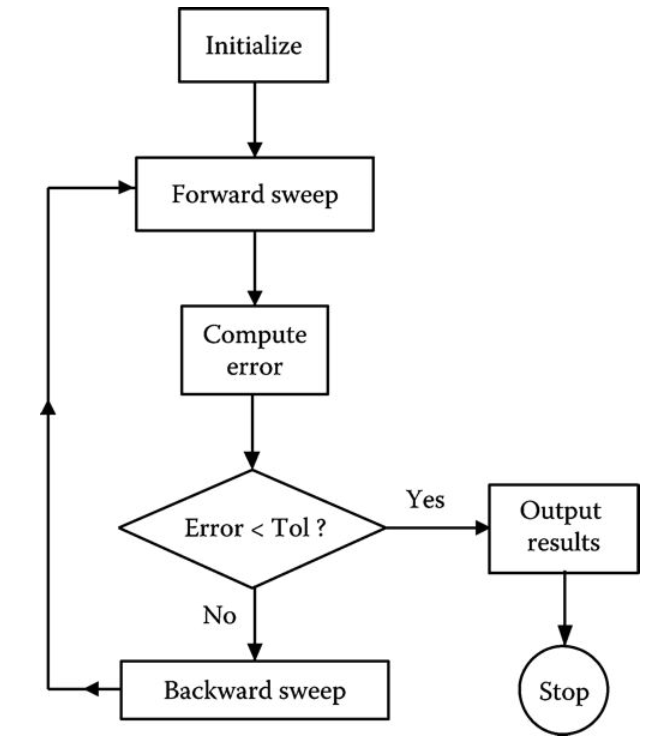 Initialize
Forward sweep
Compute
error
Error < Tol ?
Yes
Output
results
No
Backward sweep
Stop